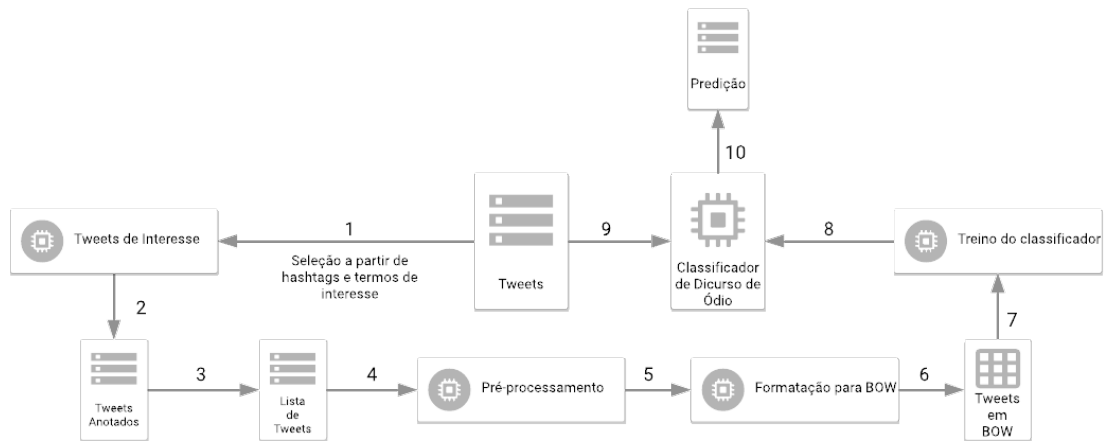 Predição
10
1
9
8
Tweets de Interesse
Seleção a partir de
hashtags e termos de
interesse
Tweets
Classificador
de Dicurso de
Ódio
Treino do classificador
2
7
3
4
5
6
Tweets
Anotados
Lista
de
Tweets
Pré-processamento
Formatação para BOW
Tweets
em
BOW